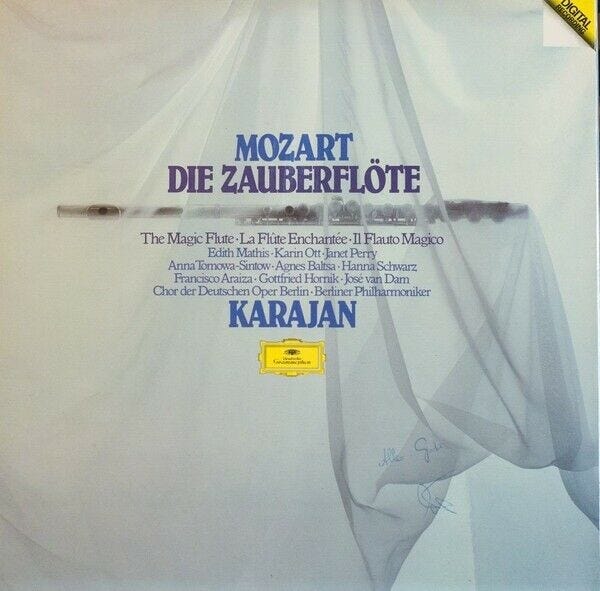 DIGITAL
RECORDING
MOZART
DIE ZAUBERFLÖTE
The Magic Flute · La Flûte Enchantée · Il Flauto Magico
Edith Mathis · Karin Ott · Janet Perry
Anna Tomowa-Sintow · Agnes Baltsa · Hanna Schwarz
Francisco Araiza · Gottfried Hornik · José van Dam
Chor der Deutschen Oper Berlin · Berliner Philharmoniker
KARAJAN
Deutsche
Grammophon